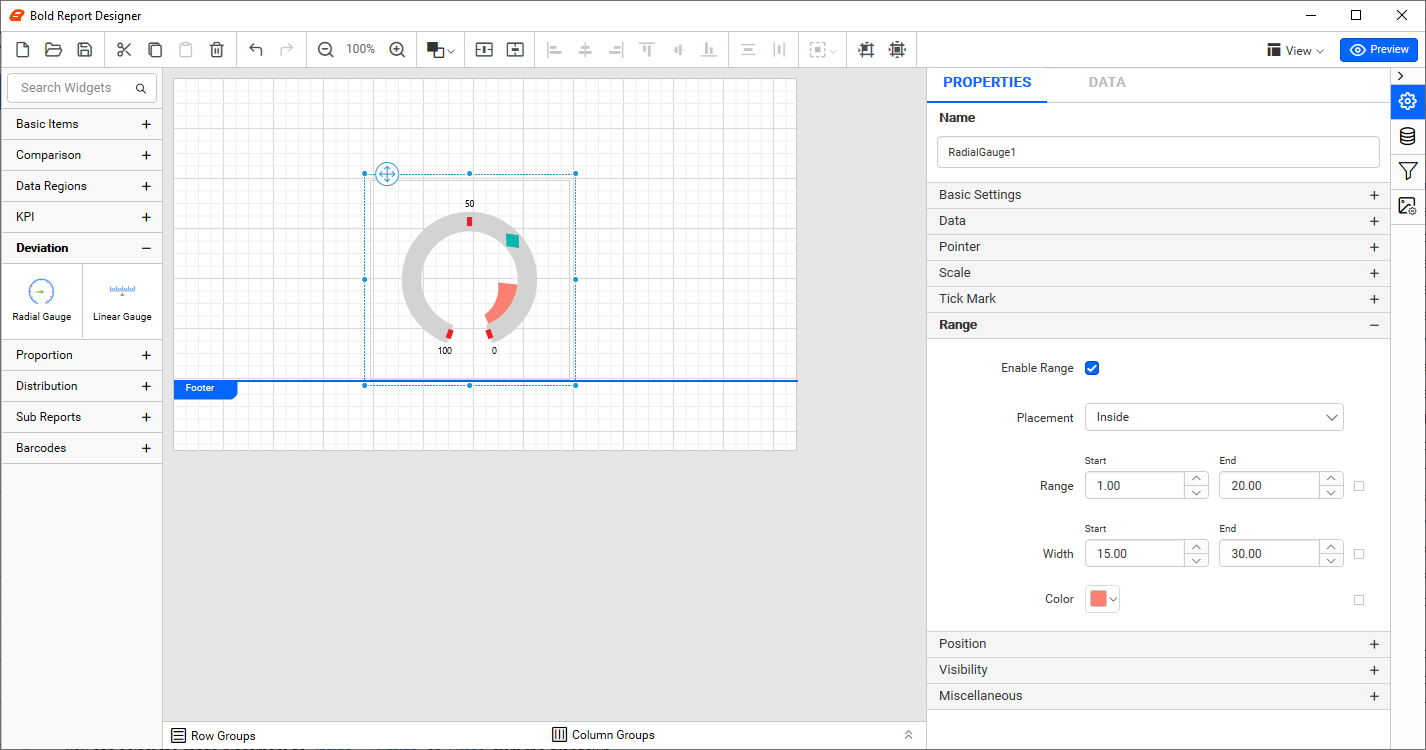 Bold Report Designer
100%
View
Preview
Search Widgets
Basic Items
Comparison
Data Regions
KPI
Deviation
Radial Gauge
Linear Gauge
Proportion
Distribution
Sub Reports
Barcodes
50
100
0
Footer
Row Groups
Column Groups
PROPERTIES
DATA
Name
RadialGauge1
Basic Settings
Data
Pointer
Scale
Tick Mark
Range
Enable Range
Placement
Inside
Start
End
Range
1.00
20.00
Start
End
Width
15.00
30.00
Color
Position
Visibility
Miscellaneous